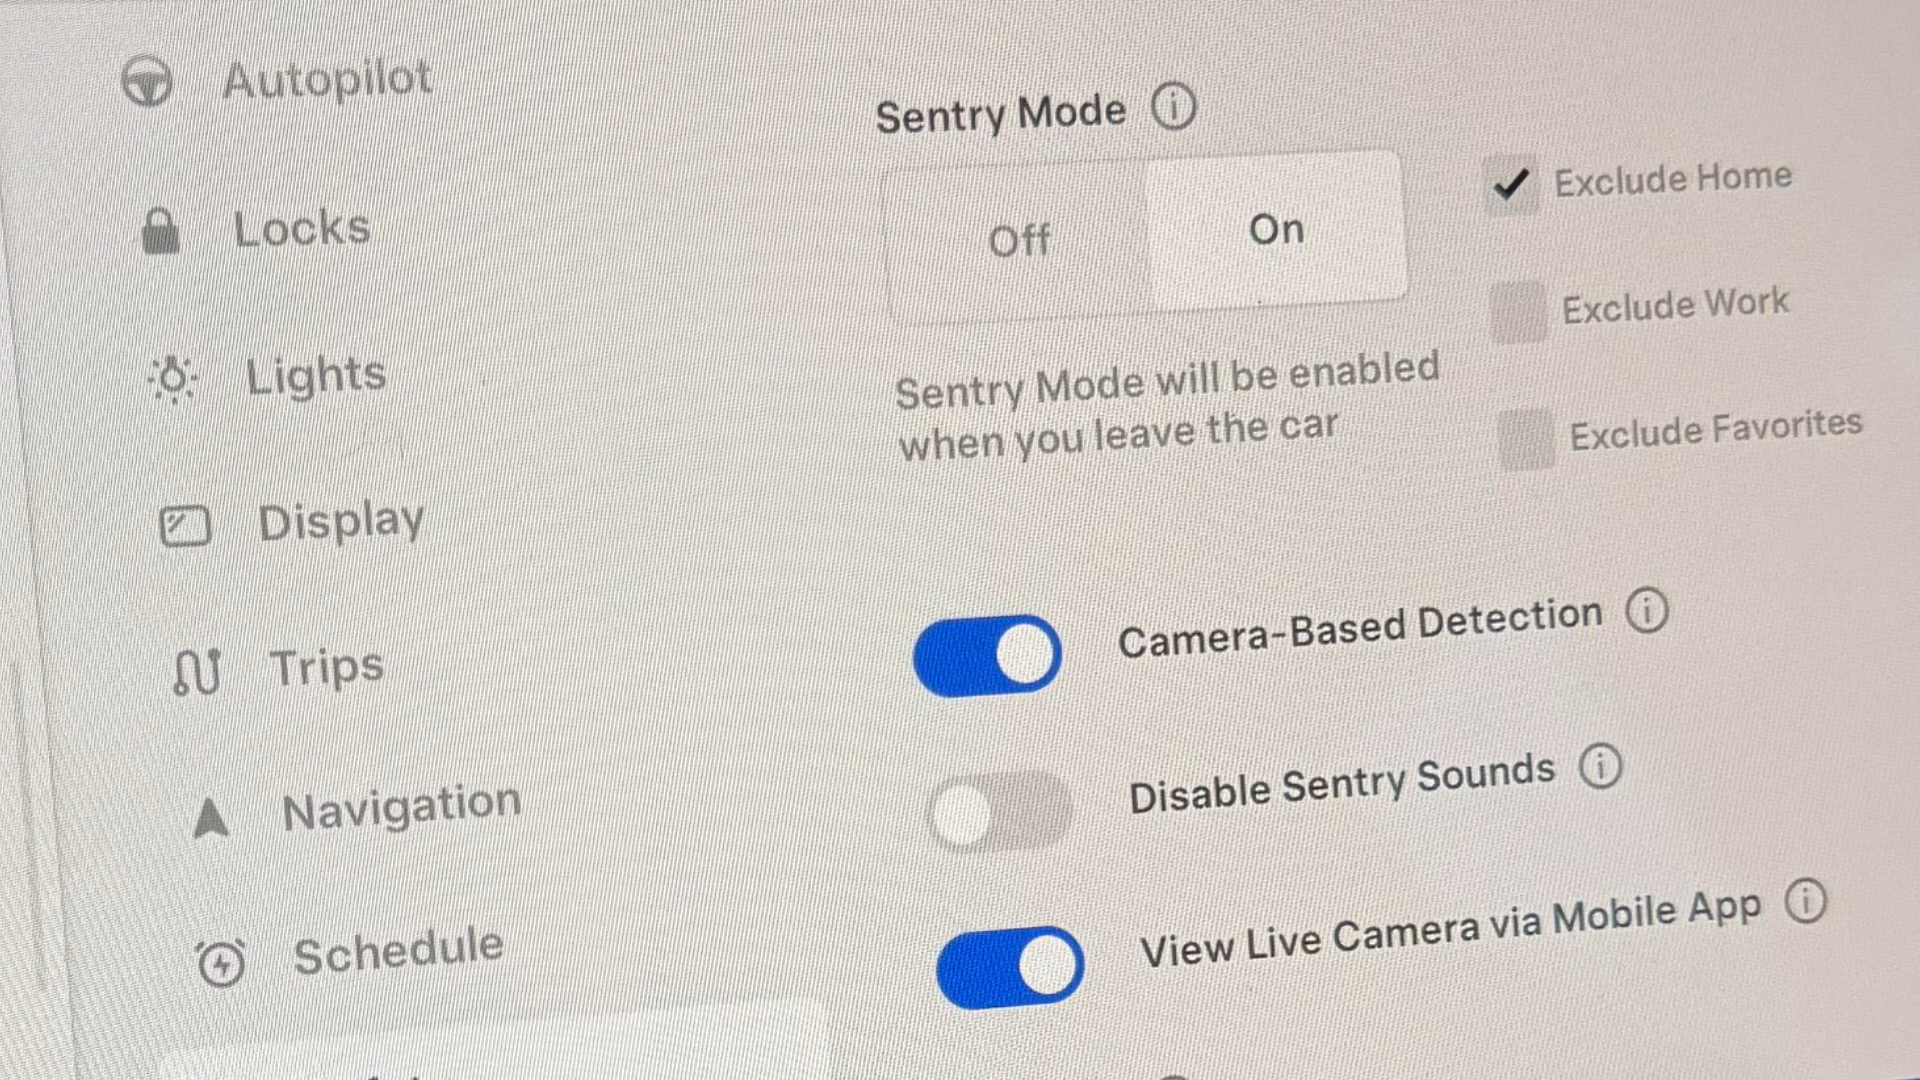 Autopilot
Locks
Lights
Display
Trips
Navigation
Schedule
Sentry Mode
Off
On
Exclude Home
Exclude Work
Exclude Favorites
Sentry Mode will be enabled
when you leave the car
Camera-Based Detection
Disable Sentry Sounds
View Live Camera via Mobile App